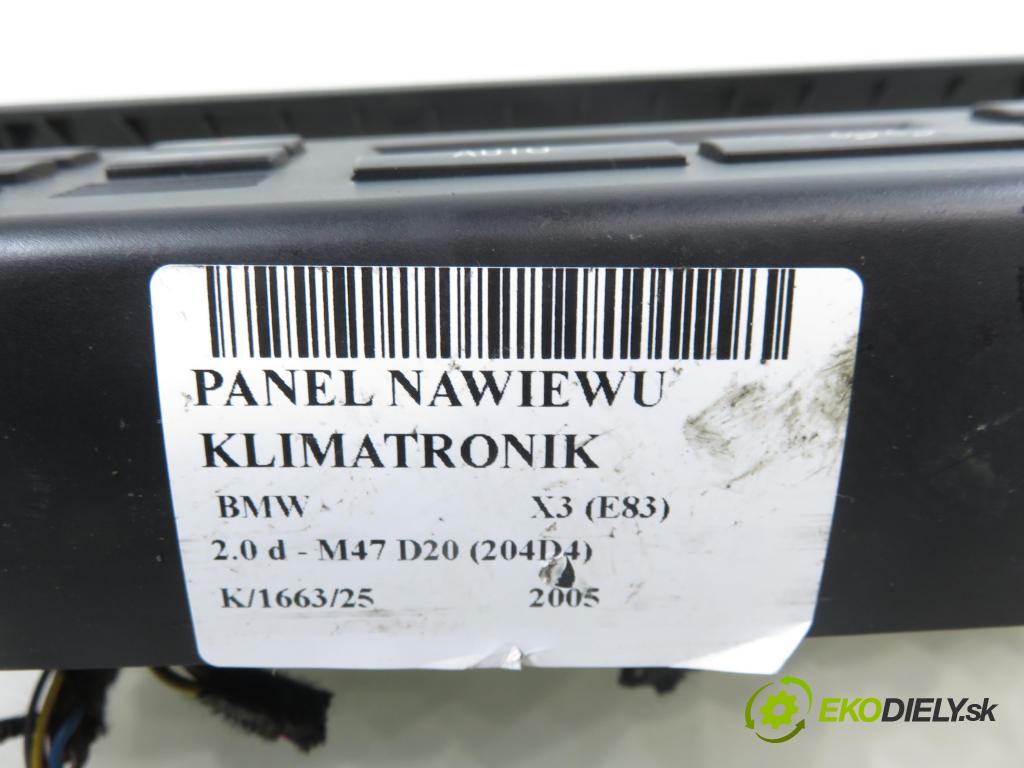 AUTO
PANEL NAWIEWU
KLIMATRONIK
BMW X3 (E83)
2.0 d - M47 D20 (204D4)
K/1663/25 2005
EKODIELY.sk